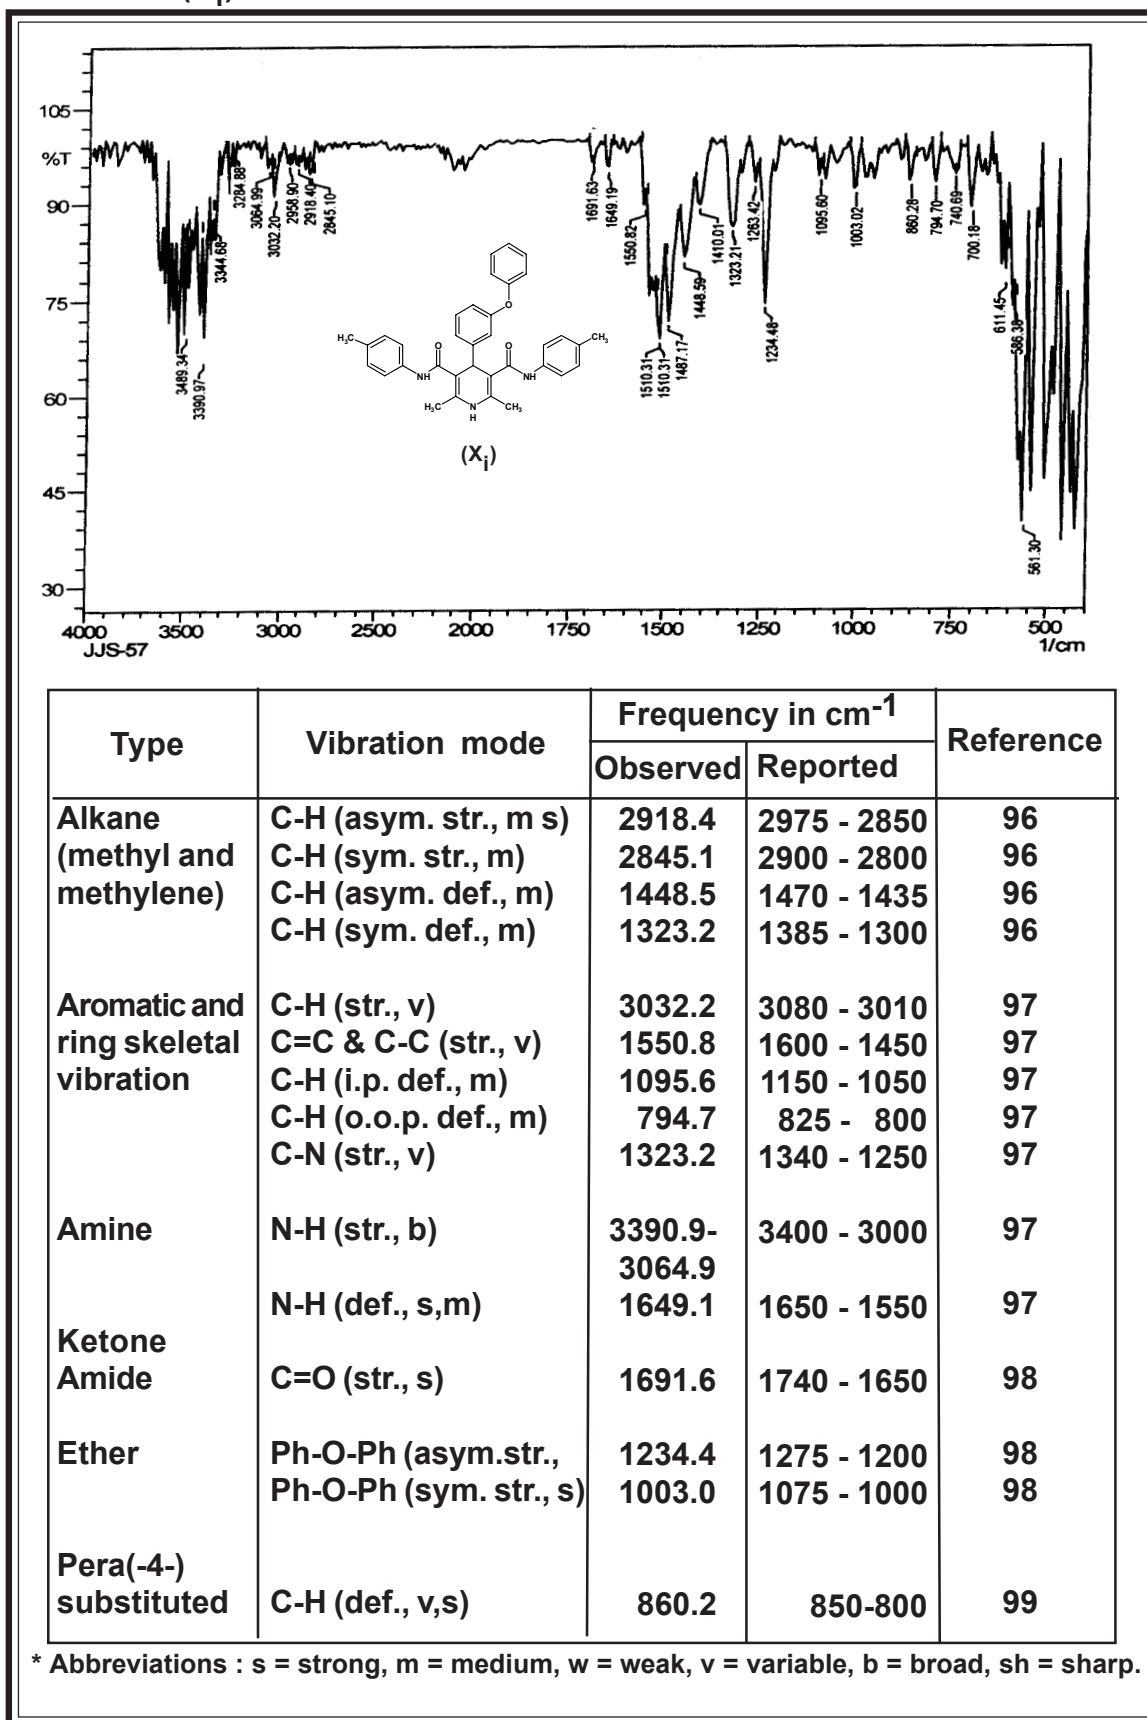 105
%T
90
75
60
45
30
3489.34
3390.97
3344.68
3284.88
3064.99
3032.20
2958.90
2918.40
2845.10
1691.63
1649.19
1550.82
1510.31
1510.31
1487.17
1448.59
1410.01
1323.21
1263.42
1234.48
1095.60
1003.02
860.28
794.70
740.69
700.18
611.45
586.38
561.30
O
H₃C
O
O
CH₃
NH
HN
H₃C
N
H
CH₃
(Xi)
4000 3500 3000 2500 2000 1750 1500 1250 1000 750 500
JJS-57 1/cm
Type Vibration mode Frequency in cm-1 Reference
Observed Reported
Alkane C-H (asym. str., m s) 2918.4 2975 - 2850 96
(methyl and C-H (sym. str., m) 2845.1 2900 - 2800 96
methylene) C-H (asym. def., m) 1448.5 1470 - 1435 96
C-H (sym. def., m) 1323.2 1385 - 1300 96
Aromatic and C-H (str., v) 3032.2 3080 - 3010 97
ring skeletal C=C & C-C (str., v) 1550.8 1600 - 1450 97
vibration C-H (i.p. def., m) 1095.6 1150 - 1050 97
C-H (o.o.p. def., m) 794.7 825 - 800 97
C-N (str., v) 1323.2 1340 - 1250 97
Amine N-H (str., b) 3390.9- 3400 - 3000 97
3064.9
N-H (def., s,m) 1649.1 1650 - 1550 97
Ketone
Amide C=O (str., s) 1691.6 1740 - 1650 98
Ether Ph-O-Ph (asym.str., 1234.4 1275 - 1200 98
Ph-O-Ph (sym. str., s) 1003.0 1075 - 1000 98
Pera(-4-)
substituted C-H (def., v,s) 860.2 850-800 99
* Abbreviations : s = strong, m = medium, w = weak, v = variable, b = broad, sh = sharp.